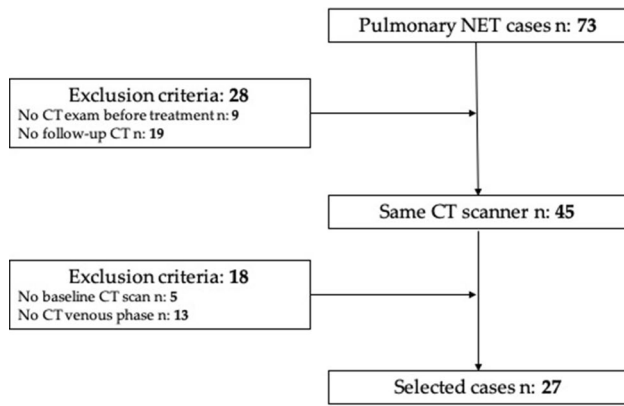 Pulmonary NET cases n: 73
Exclusion criteria: 28
No CT exam before treatment n: 9
No follow-up CT n: 19
Same CT scanner n: 45
Exclusion criteria: 18
No baseline CT scan n: 5
No CT venous phase n: 13
Selected cases n: 27